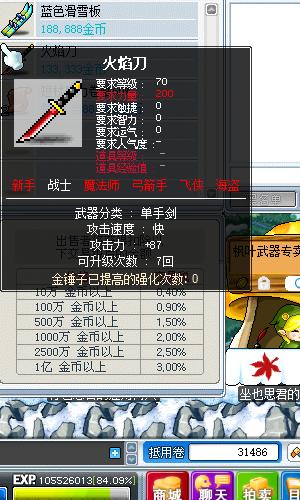 蓝色滑雪板
188,888金币
火焰刀
133,333金币
火焰刀
要求等级 : 70
要求力量 : 200
要求敏捷 : 0
要求智力 : 0
要求运气 : 0
要求人气度 : -
道具等级 : -
道具经验值 : -
新手 战士 魔法师 弓箭手 飞侠 海盗
武器分类 : 单手剑
攻击速度 : 快
攻击力 : +87
可升级次数 : 7回
金锤子已提高的强化次数: 0
枫叶武器专卖
10万 金币以上 0,40%
100万 金币以上 0,90%
500万 金币以上 1,50%
1000万 金币以上 2,00%
2500万 金币以上 2,50%
1亿 金币以上 3,00%
坐也思君的
抵用卷 31486
EXP 105526013[84.09%]
商城 聊天 拍卖